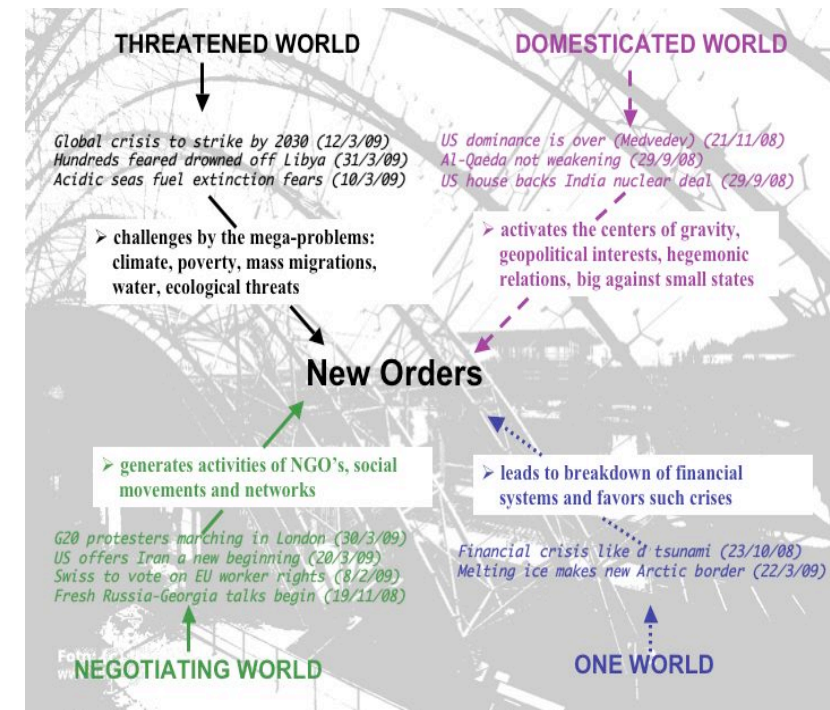 THREATENED WORLD
Global crisis to strike by 2030 (12/3/09)
Hundreds feared drowned off Libya (31/3/09)
Acidic seas fuel extinction fears (10/3/09)
➢ challenges by the mega-problems:
climate, poverty, mass migrations,
water, ecological threats
DOMESTICATED WORLD
US dominance is over (Medvedev) (21/11/08)
Al-Qaeda not weakening (29/9/08)
US house backs India nuclear deal (29/9/08)
➢ activates the centers of gravity,
geopolitical interests, hegemonic
relations, big against small states
New Orders
➢ generates activities of NGO's, social
movements and networks
G20 protesters marching in London (30/3/09)
US offers Iran a new beginning (20/3/09)
Swiss to vote on EU worker rights (8/2/09)
Fresh Russia-Georgia talks begin (19/11/08)
NEGOTIATING WORLD
➢ leads to breakdown of financial
systems and favors such crises
Financial crisis like d tsunami (23/10/08)
Melting ice makes new Arctic border (22/3/09)
ONE WORLD
Foto: